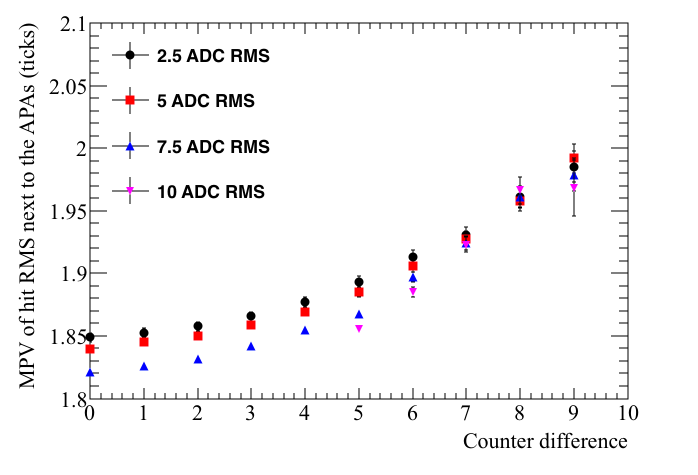 MPV of hit RMS next to the APAs (ticks)
2.1
2.05
2
1.95
1.9
1.85
1.8
2.5 ADC RMS
5 ADC RMS
7.5 ADC RMS
10 ADC RMS
0 1 2 3 4 5 6 7 8 9 10
Counter difference